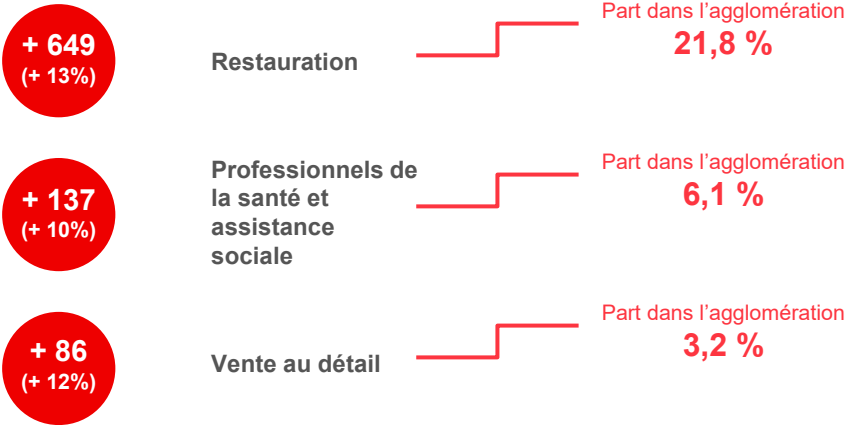 + 649
(+ 13%)
Restauration
Part dans l’agglomération
21,8 %
+ 137
(+ 10%)
Professionnels de
la santé et
assistance
sociale
Part dans l’agglomération
6,1 %
+ 86
(+ 12%)
Vente au détail
Part dans l’agglomération
3,2 %